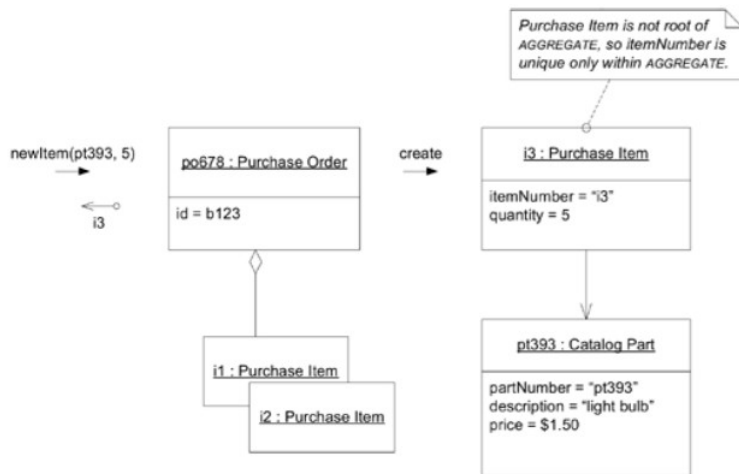 Purchase Item is not root of
AGGREGATE, so itemNumber is
unique only within AGGREGATE.
newItem(pt393, 5)
i3
po678 : Purchase Order
id = b123
create
i3 : Purchase Item
itemNumber = “i3”
quantity = 5
i1 : Purchase Item
i2 : Purchase Item
pt393 : Catalog Part
partNumber = “pt393”
description = “light bulb”
price = $1.50